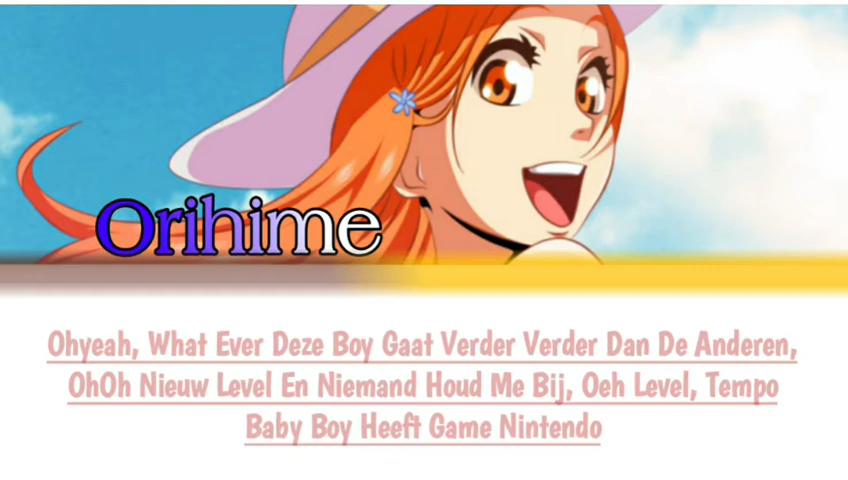 Orihime
Ohyeah, What Ever Deze Boy Gaat Verder Verder Dan De Anderen,
OhOh Nieuw Level En Niemand Houd Me Bij, Oeh Level, Tempo
Baby Boy Heeft Game Nintendo